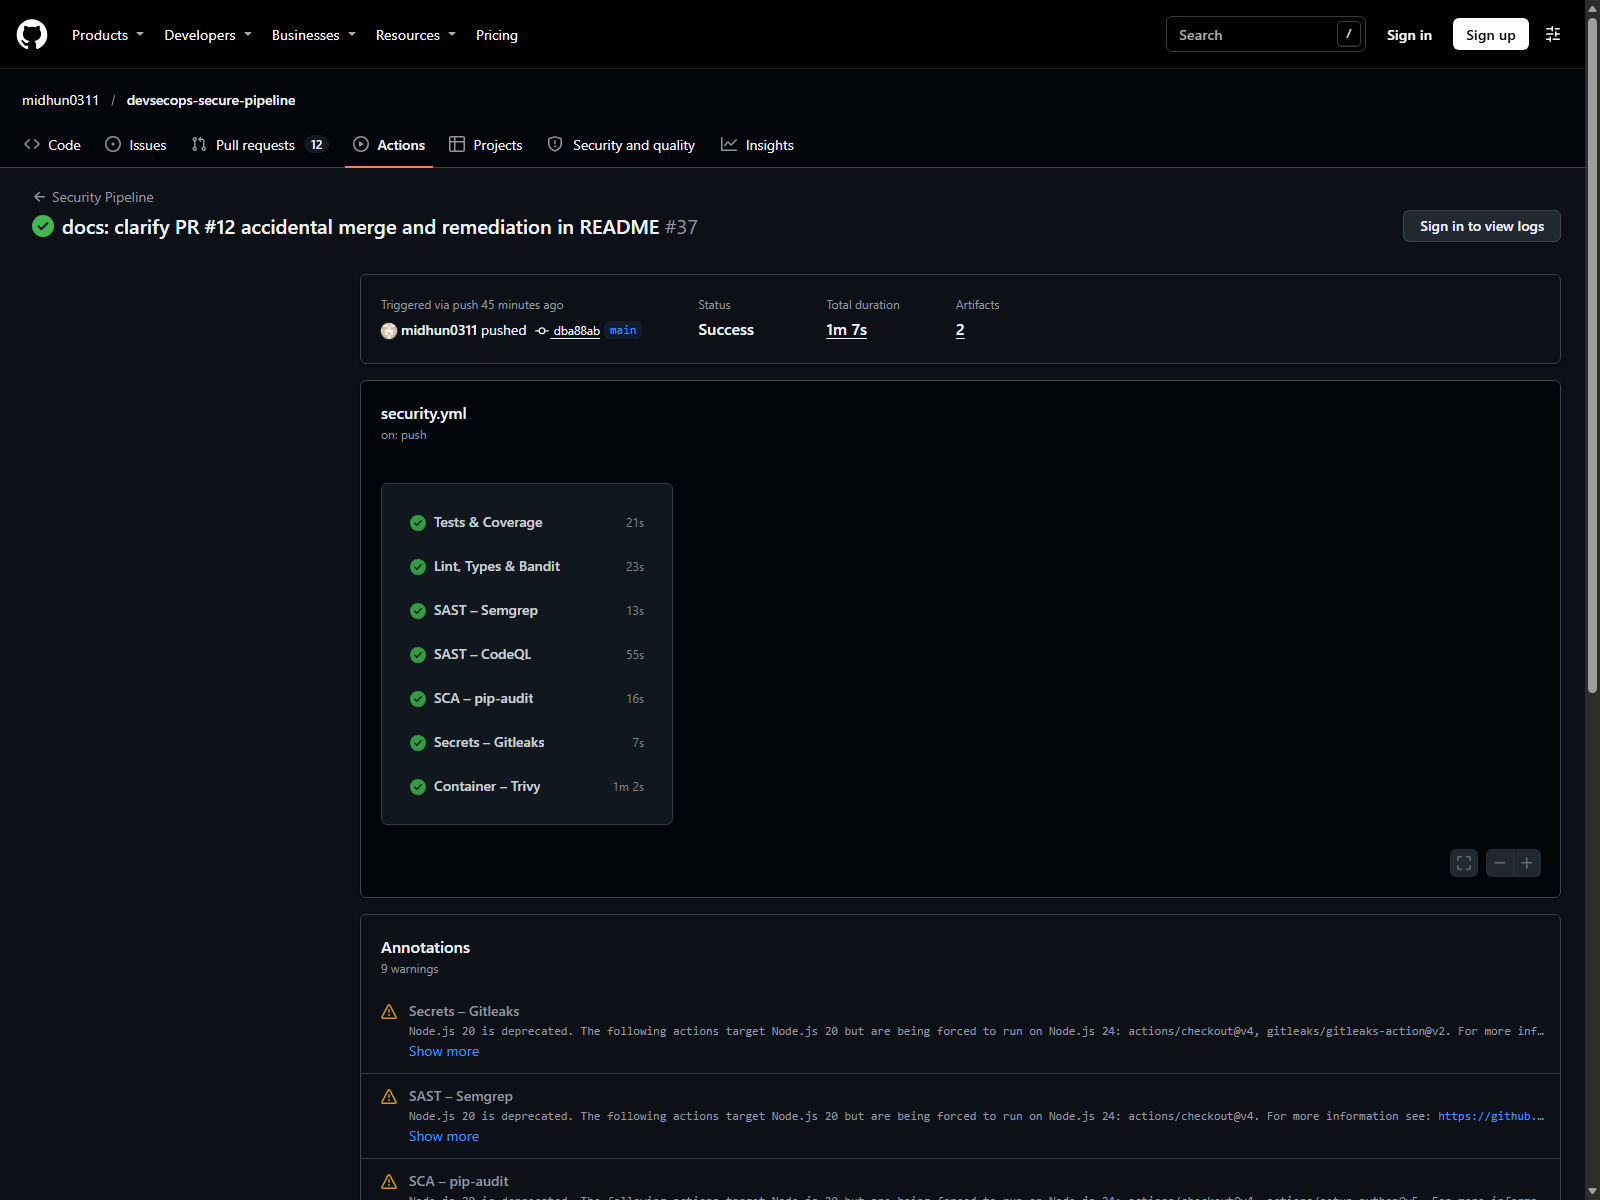 Products Developers Businesses Resources Pricing Search / Sign in Sign up
midhun0311 / devsecops-secure-pipeline
Code Issues Pull requests 12 Actions Projects Security and quality Insights
← Security Pipeline
docs: clarify PR #12 accidental merge and remediation in README #37
Sign in to view logs
Triggered via push 45 minutes ago
midhun0311 pushed dba88ab main
Status
Success
Total duration
1m 7s
Artifacts
2
security.yml
on: push
Tests & Coverage 21s
Lint, Types & Bandit 23s
SAST – Semgrep 13s
SAST – CodeQL 55s
SCA – pip-audit 16s
Secrets – Gitleaks 7s
Container – Trivy 1m 2s
Annotations
9 warnings
Secrets – Gitleaks
Node.js 20 is deprecated. The following actions target Node.js 20 but are being forced to run on Node.js 24: actions/checkout@v4, gitleaks/gitleaks-action@v2. For more inf…
Show more
SAST – Semgrep
Node.js 20 is deprecated. The following actions target Node.js 20 but are being forced to run on Node.js 24: actions/checkout@v4. For more information see: https://github.…
Show more
SCA – pip-audit